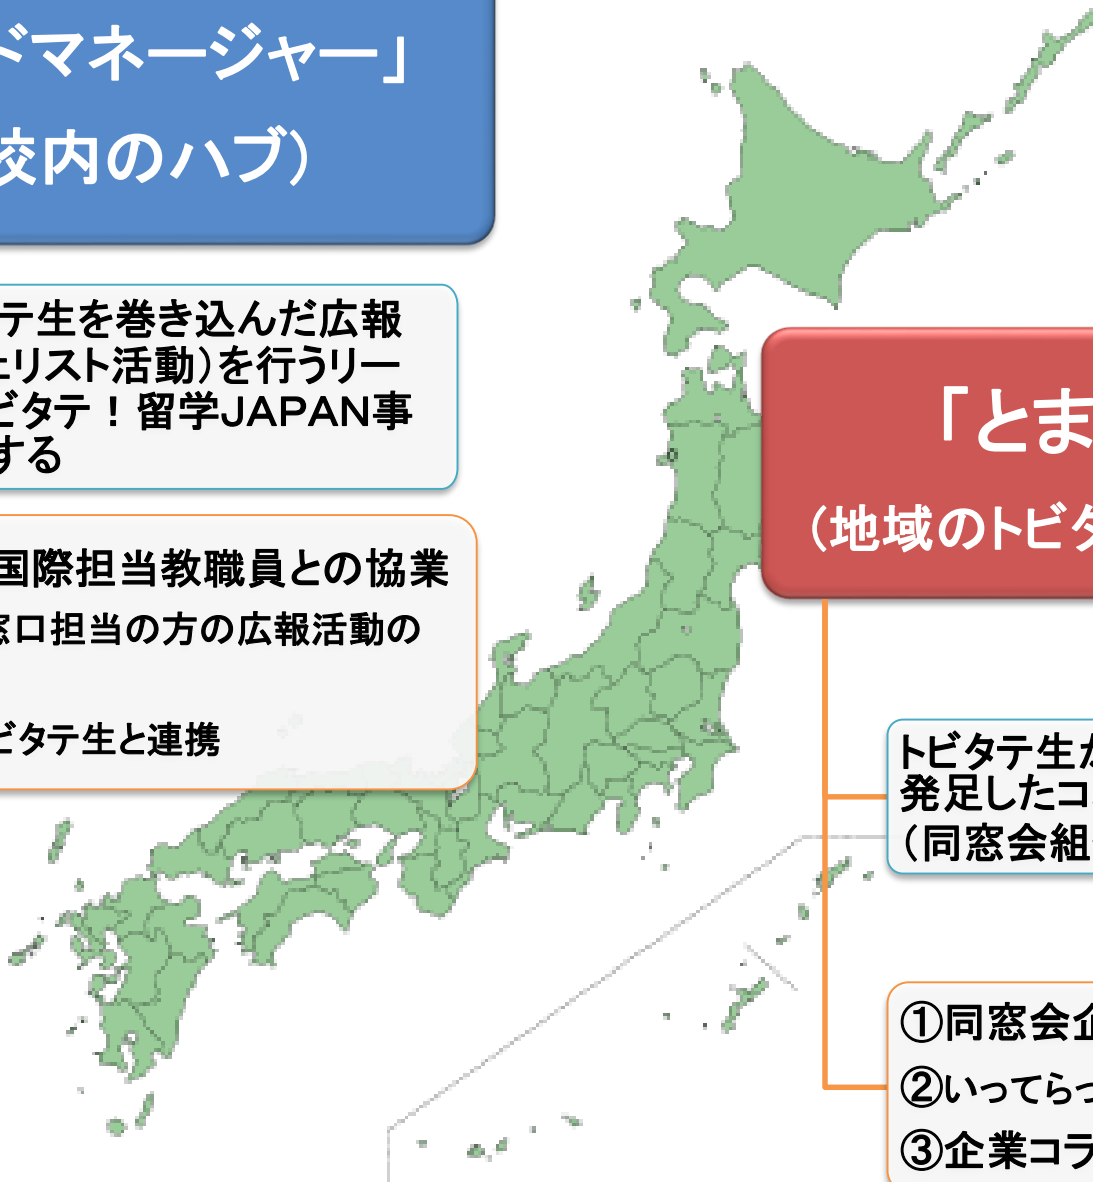 ドマネージャー」
校内のハブ）
テ生を巻き込んだ広報
ェリスト活動）を行うリー
ビタテ！留学JAPAN事
する
国際担当教職員との協業
窓口担当の方の広報活動の
ビタテ生と連携
「とま
（地域のトビタ
トビタテ生が
発足したコ
（同窓会組
①同窓会企
②いってらっ
③企業コラ